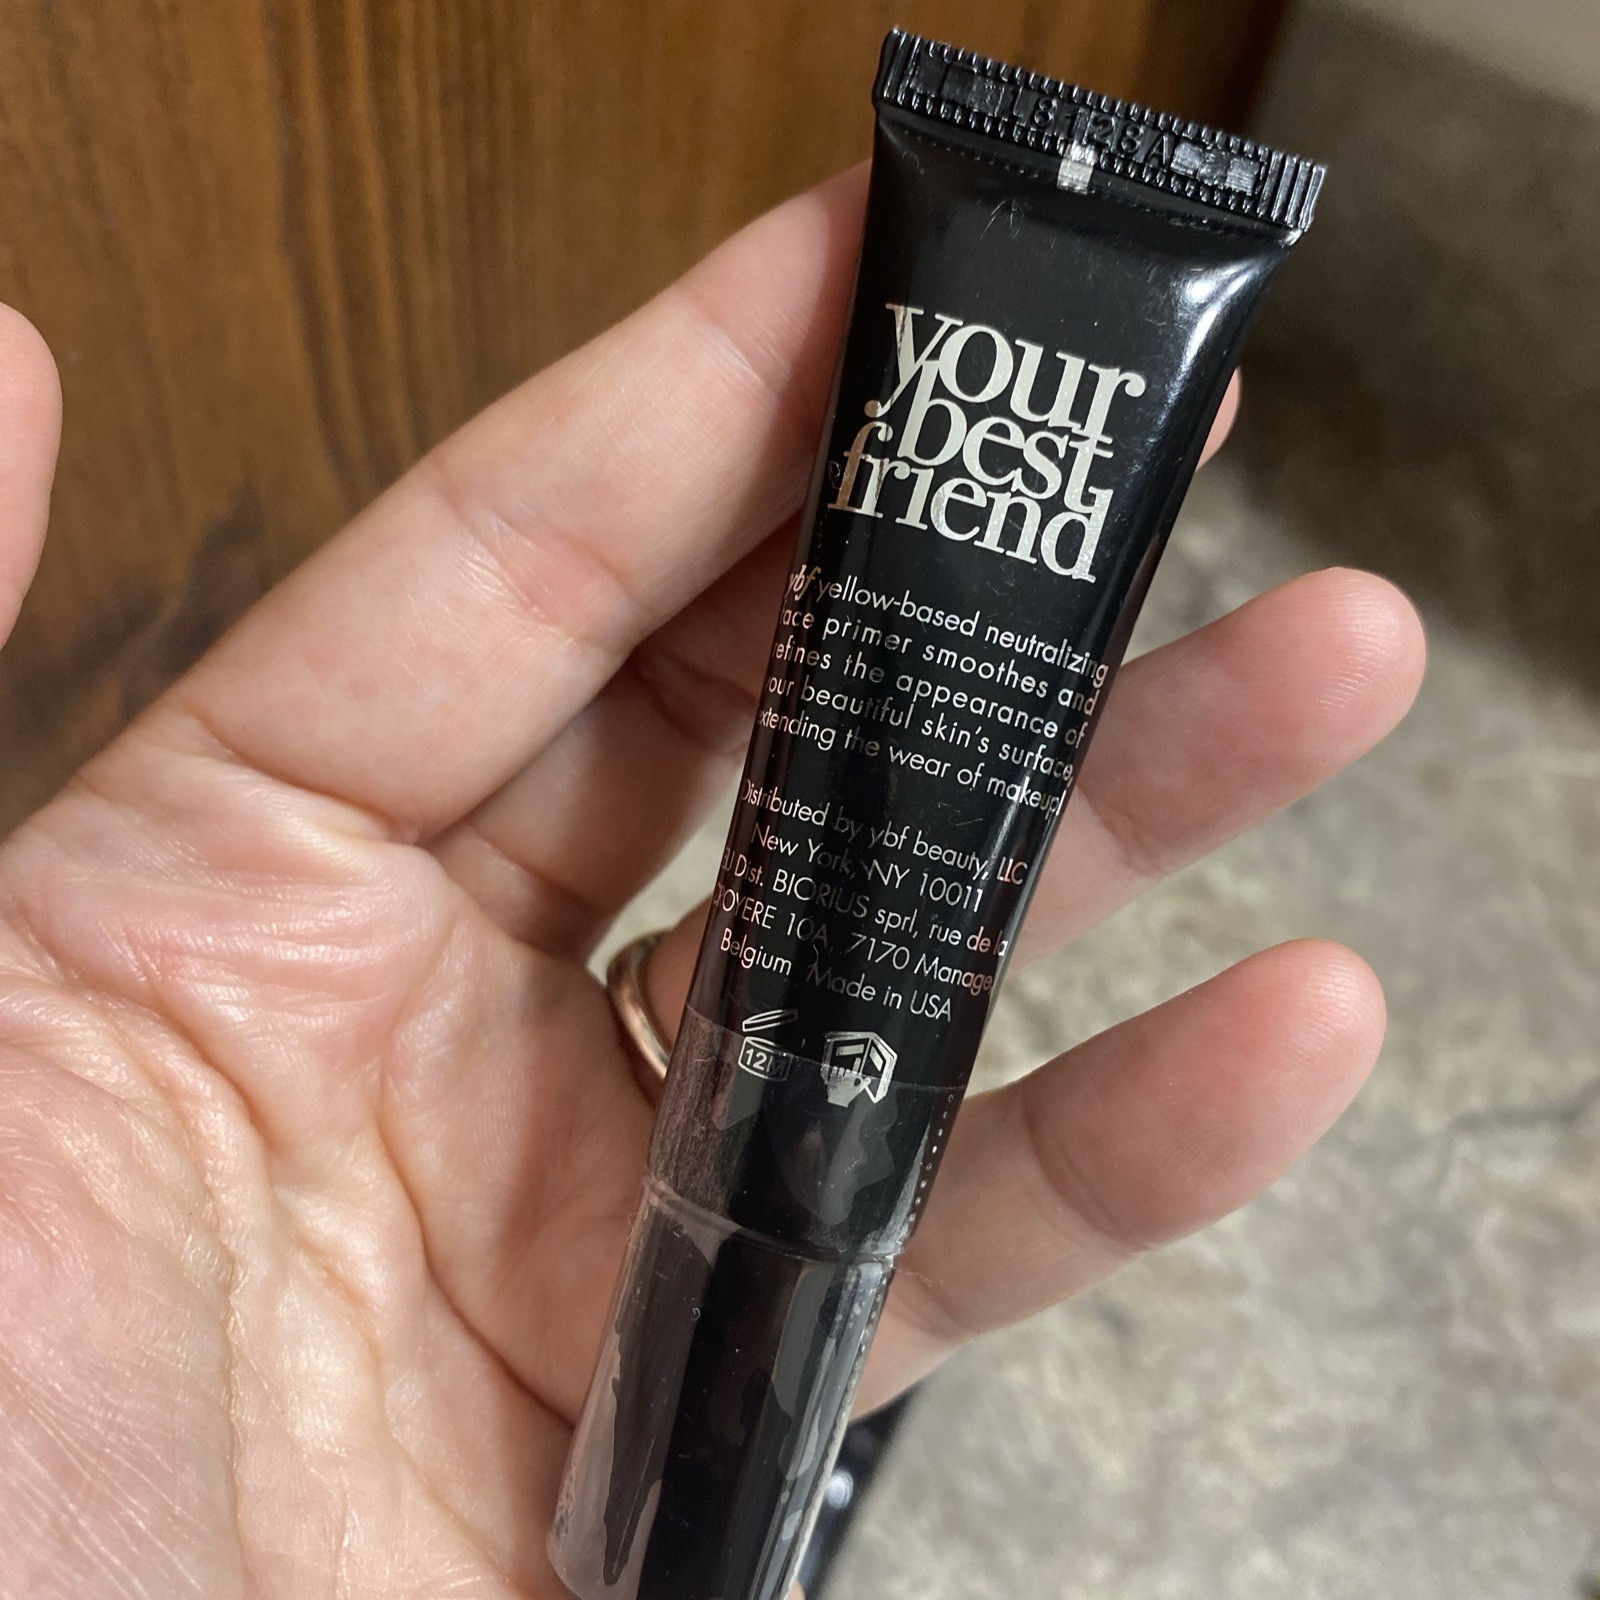 8128A
your
best
friend
ybf yellow-based neutralizing
face primer smoothes and
refines the appearance of
your beautiful skin's surface,
extending the wear of makeup!
Distributed by ybf beauty, LLC
New York, NY 10011
EU Dist. BIORIUS sprl, rue de la
CROYERE 10A, 7170 Manage,
Belgium Made in USA
12M